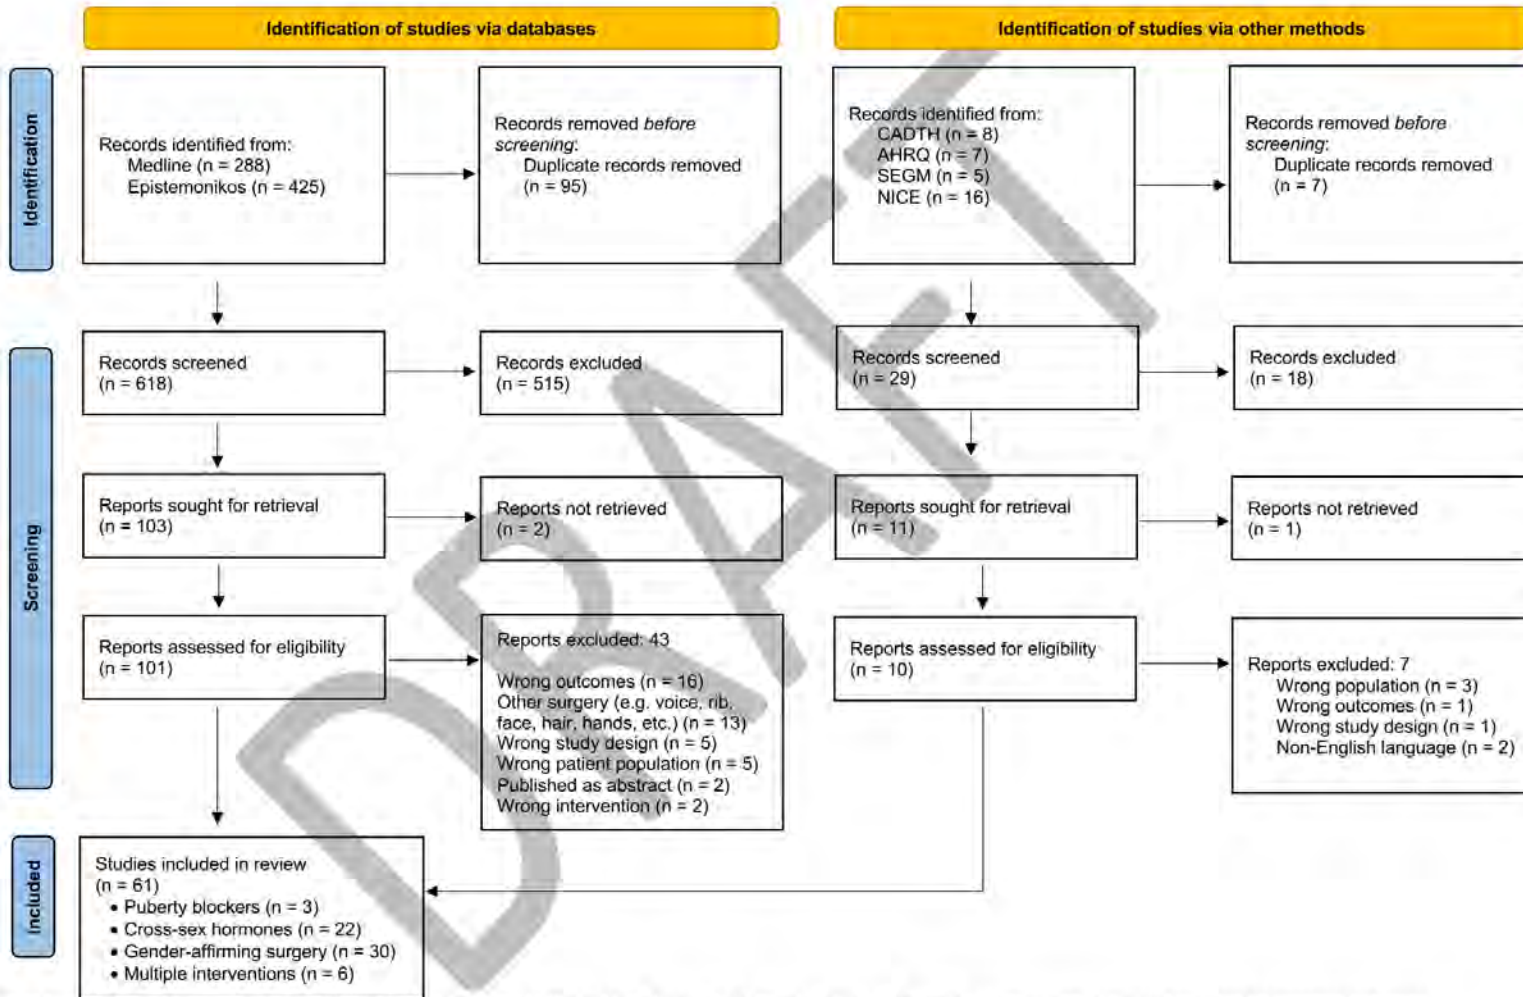 Identification of studies via databases
Identification of studies via other methods
Identification
Records identified from:
Medline (n = 288)
Epistemonikos (n = 425)
Records removed before
screening:
Duplicate records removed
(n = 95)
Records identified from:
CADTH (n = 8)
AHRQ (n = 7)
SEGM (n = 5)
NICE (n = 16)
Records removed before
screening:
Duplicate records removed
(n = 7)
Screening
Records screened
(n = 618)
Records excluded
(n = 515)
Records screened
(n = 29)
Records excluded
(n = 18)
Reports sought for retrieval
(n = 103)
Reports not retrieved
(n = 2)
Reports sought for retrieval
(n = 11)
Reports not retrieved
(n = 1)
Reports assessed for eligibility
(n = 101)
Reports excluded: 43
Wrong outcomes (n = 16)
Other surgery (e.g. voice, rib,
face, hair, hands, etc.) (n = 13)
Wrong study design (n = 5)
Wrong patient population (n = 5)
Published as abstract (n = 2)
Wrong intervention (n = 2)
Reports assessed for eligibility
(n = 10)
Reports excluded: 7
Wrong population (n = 3)
Wrong outcomes (n = 1)
Wrong study design (n = 1)
Non-English language (n = 2)
Included
Studies included in review
(n = 61)
• Puberty blockers (n = 3)
• Cross-sex hormones (n = 22)
• Gender-affirming surgery (n = 30)
• Multiple interventions (n = 6)
DRAFT